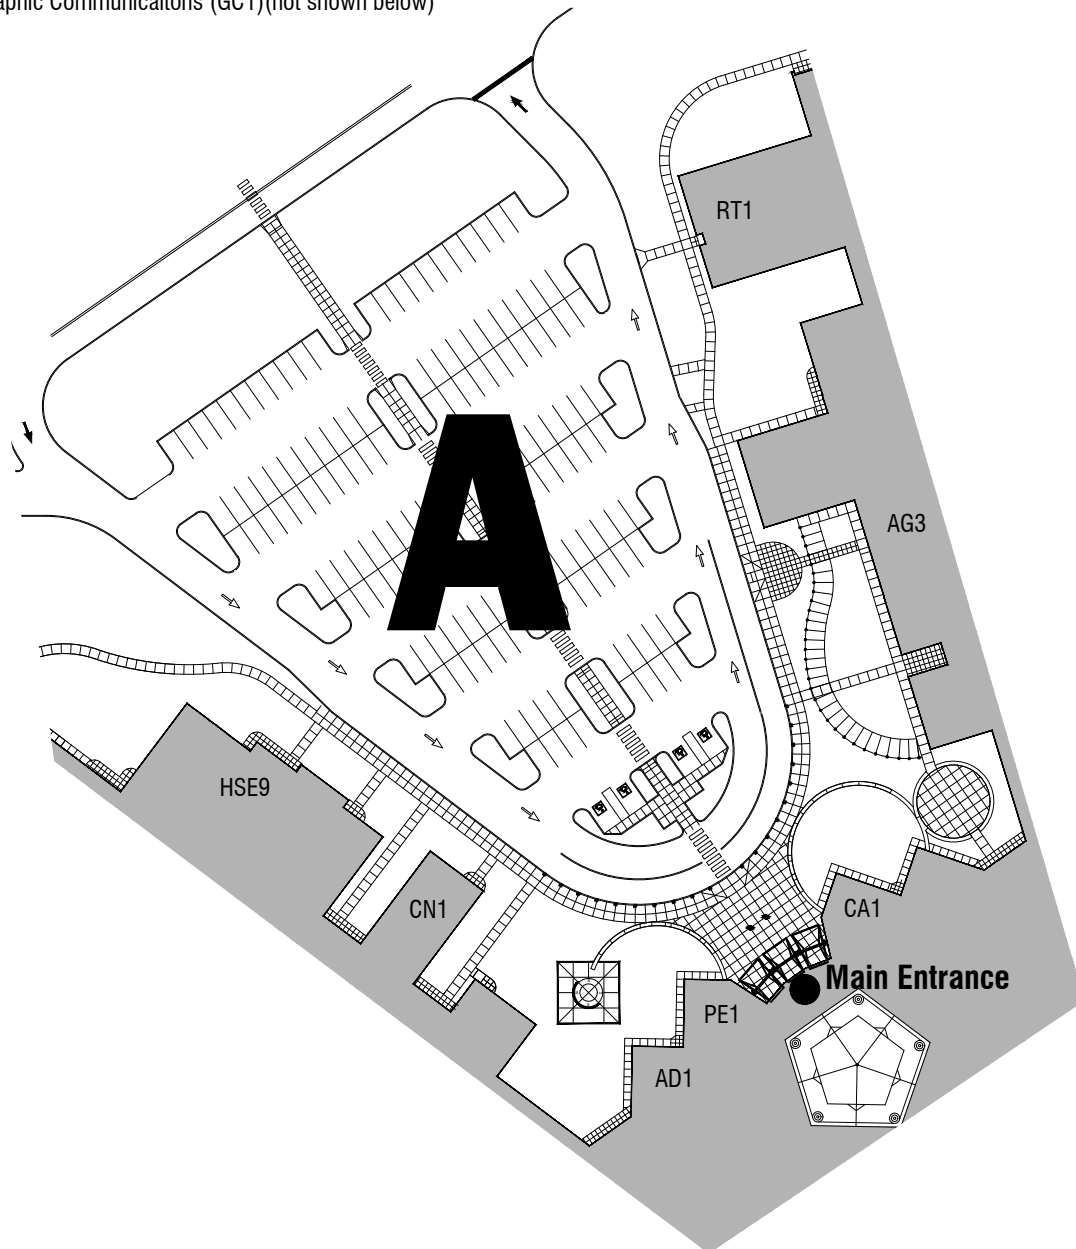 aphic Communicaitons (GC1)(not shown below)
RT1
A
AG3
HSE9
CN1
CA1
Main Entrance
PE1
AD1